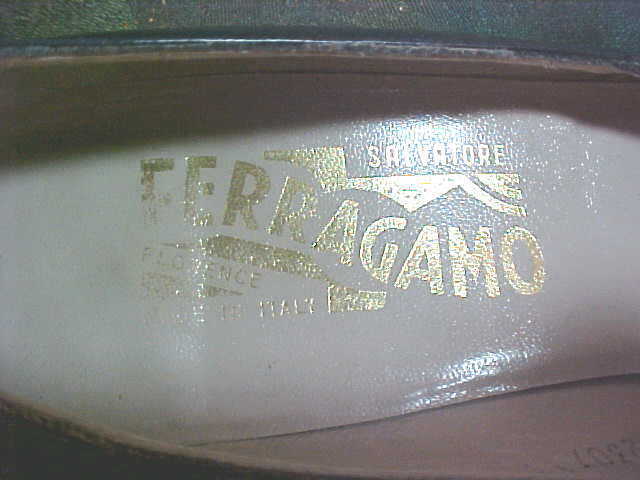 SALVATORE
FERRAGAMO
FLORENCE
MADE IN ITALY